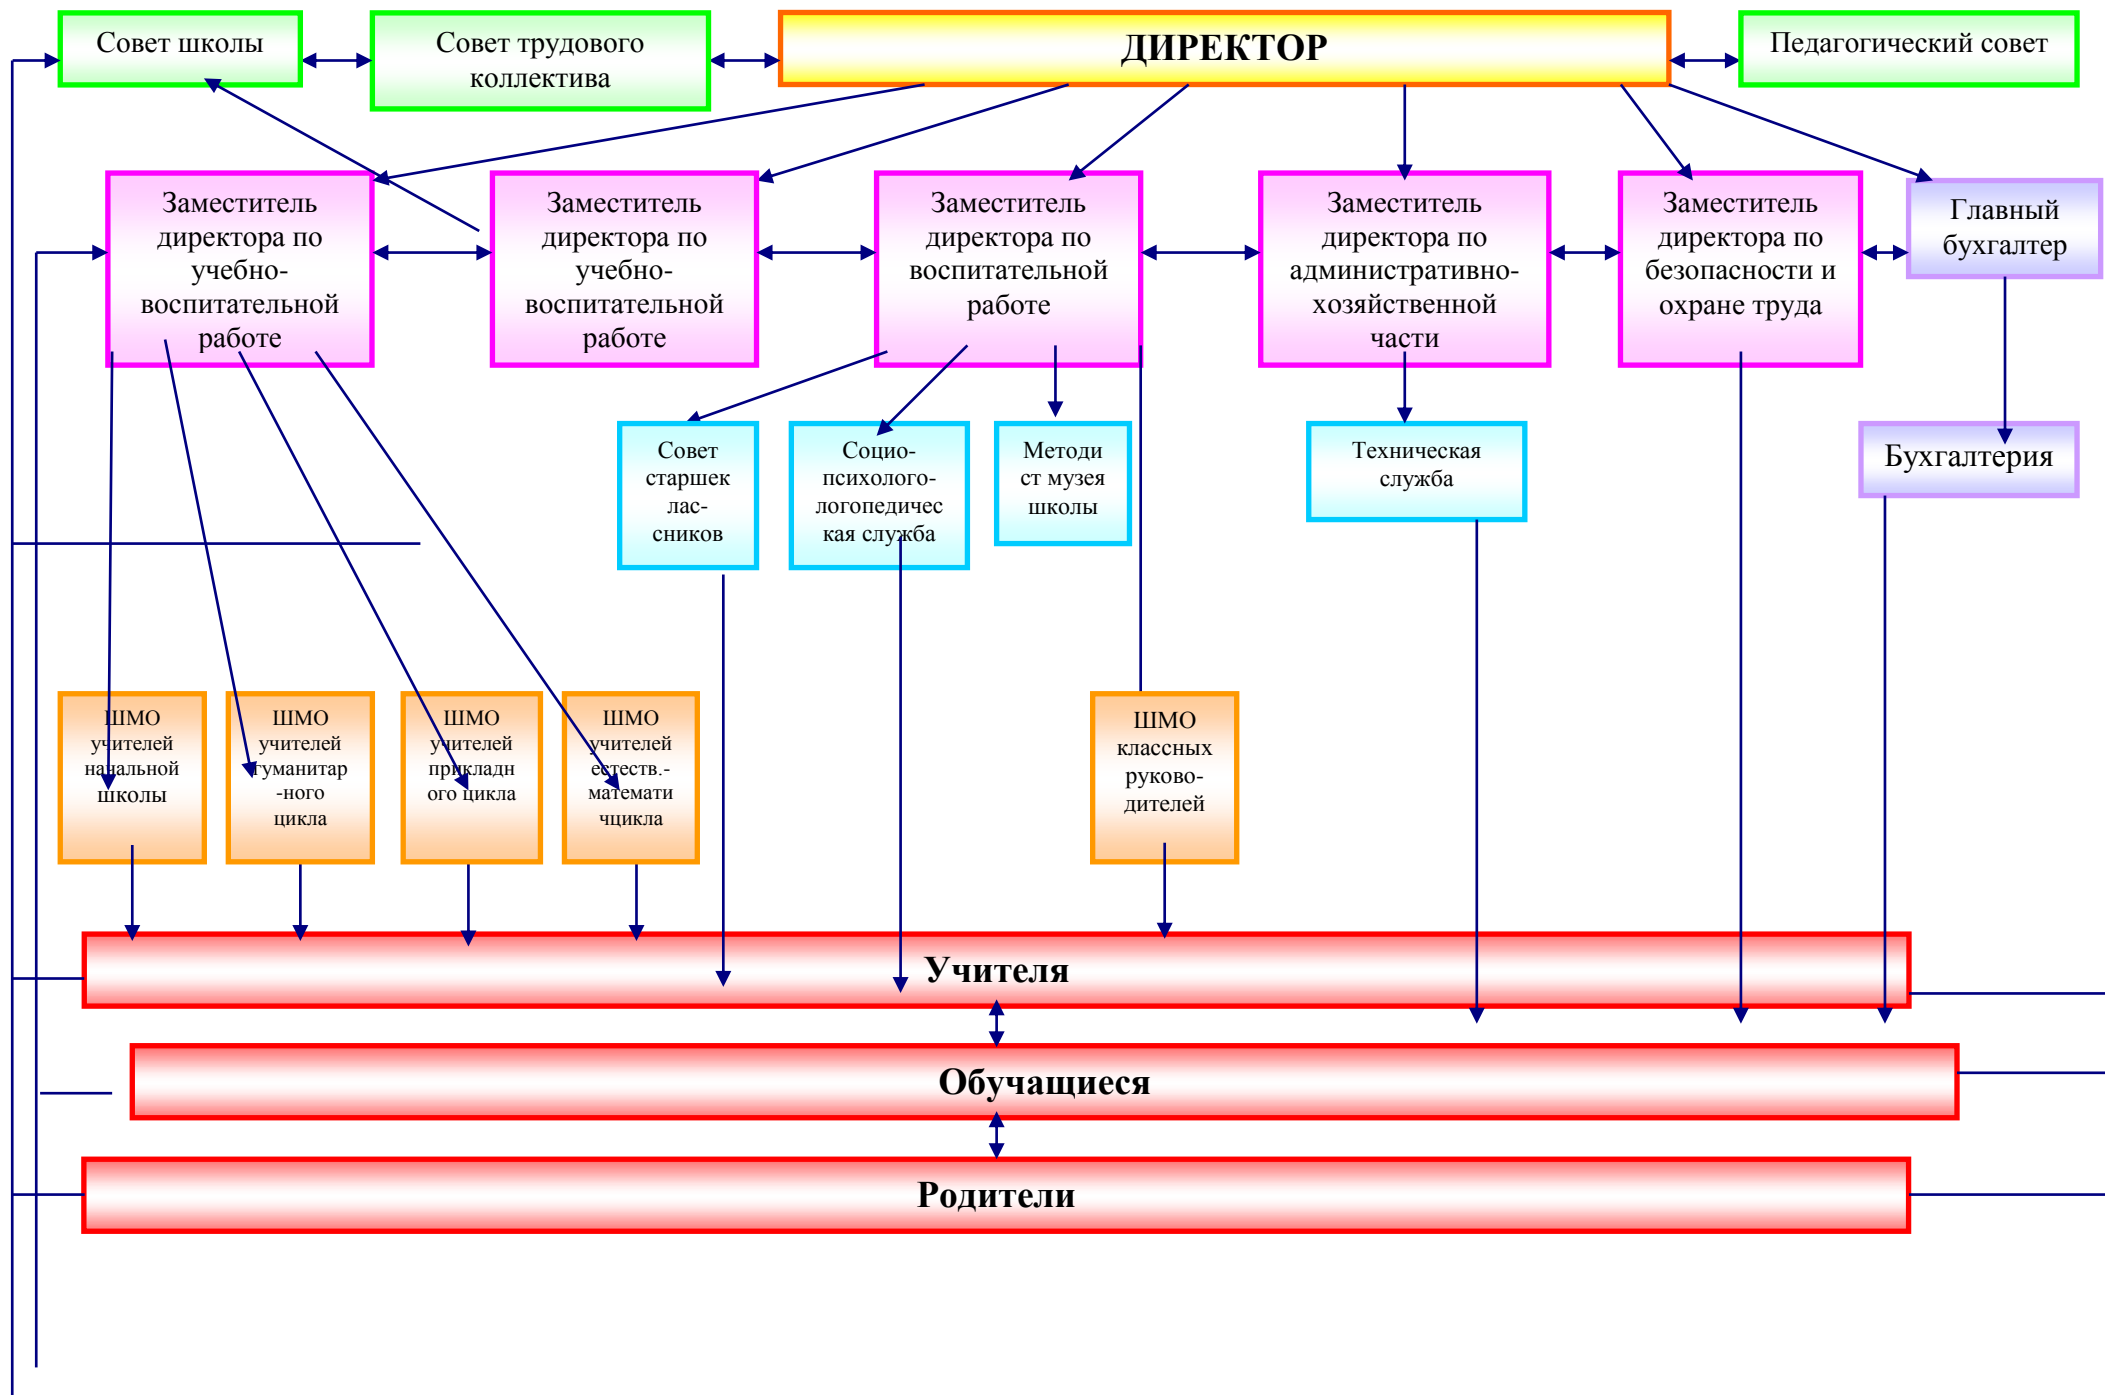 Совет школы
Совет трудового
коллектива
ДИРЕКТОР
Педагогический совет
Заместитель
директора по
учебно-
воспитательной
работе
Заместитель
директора по
учебно-
воспитательной
работе
Заместитель
директора по
воспитательной
работе
Заместитель
директора по
административно-
хозяйственной
части
Заместитель
директора по
безопасности и
охране труда
Главный
бухгалтер
Совет
старшек
лас-
сников
Социо-
психолого-
логопедичес
кая служба
Методи
ст музея
школы
Техническая
служба
Бухгалтерия
ШМО
учителей
начальной
школы
ШМО
учителей
гуманитар
-ного
цикла
ШМО
учителей
прикладн
ого цикла
ШМО
учителей
естеств.-
математи
чцикла
ШМО
классных
руково-
дителей
Учителя
Обучащиеся
Родители